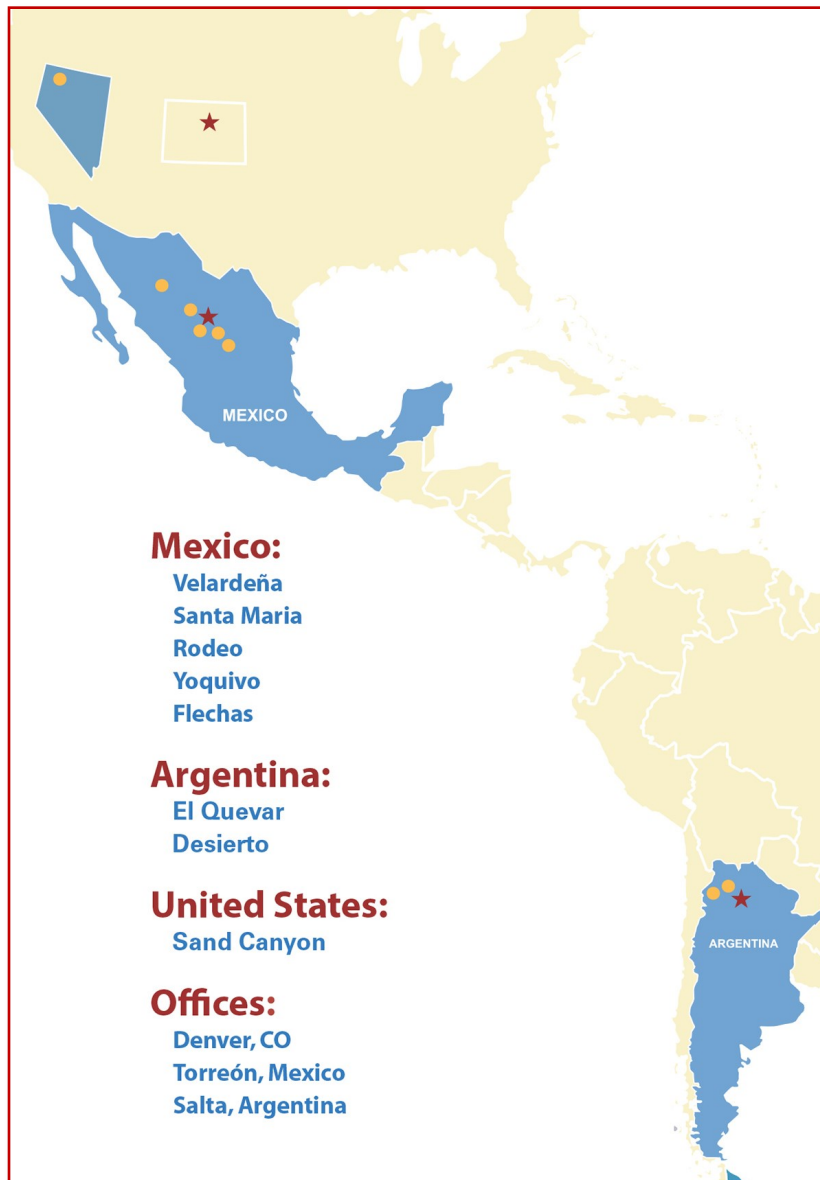 MEXICO
Mexico:
Velardeña
Santa Maria
Rodeo
Yoquivo
Flechas
Argentina:
El Quevar
Desierto
ARGENTINA
United States:
Sand Canyon
Offices:
Denver, CO
Torreón, Mexico
Salta, Argentina